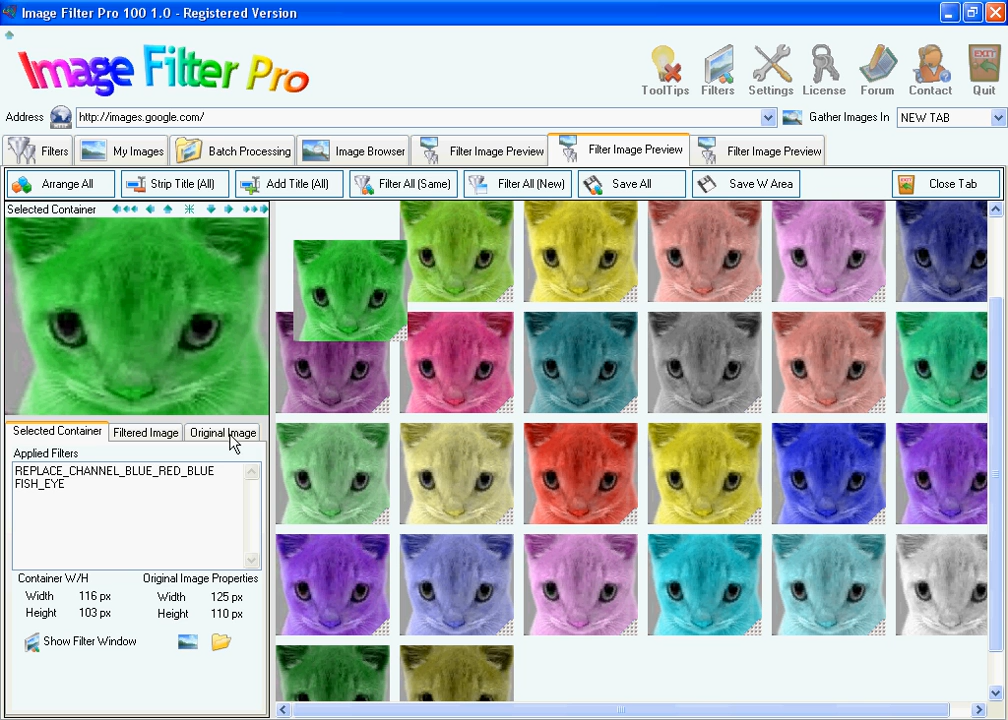 Image Filter Pro 100 1.0 - Registered Version
Image Filter Pro
ToolTips Filters Settings License Forum Contact Quit
EXIT
Address http://images.google.com/ Gather Images In NEW TAB
Filters My Images Batch Processing Image Browser Filter Image Preview Filter Image Preview Filter Image Preview
Arrange All Strip Title (All) Add Title (All) Filter All (Same) Filter All (New) Save All Save W Area Close Tab
Selected Container
Selected Container Filtered Image Original Image
Applied Filters
REPLACE_CHANNEL_BLUE_RED_BLUE
FISH_EYE
Container W/H Original Image Properties
Width 116 px Width 125 px
Height 103 px Height 110 px
Show Filter Window